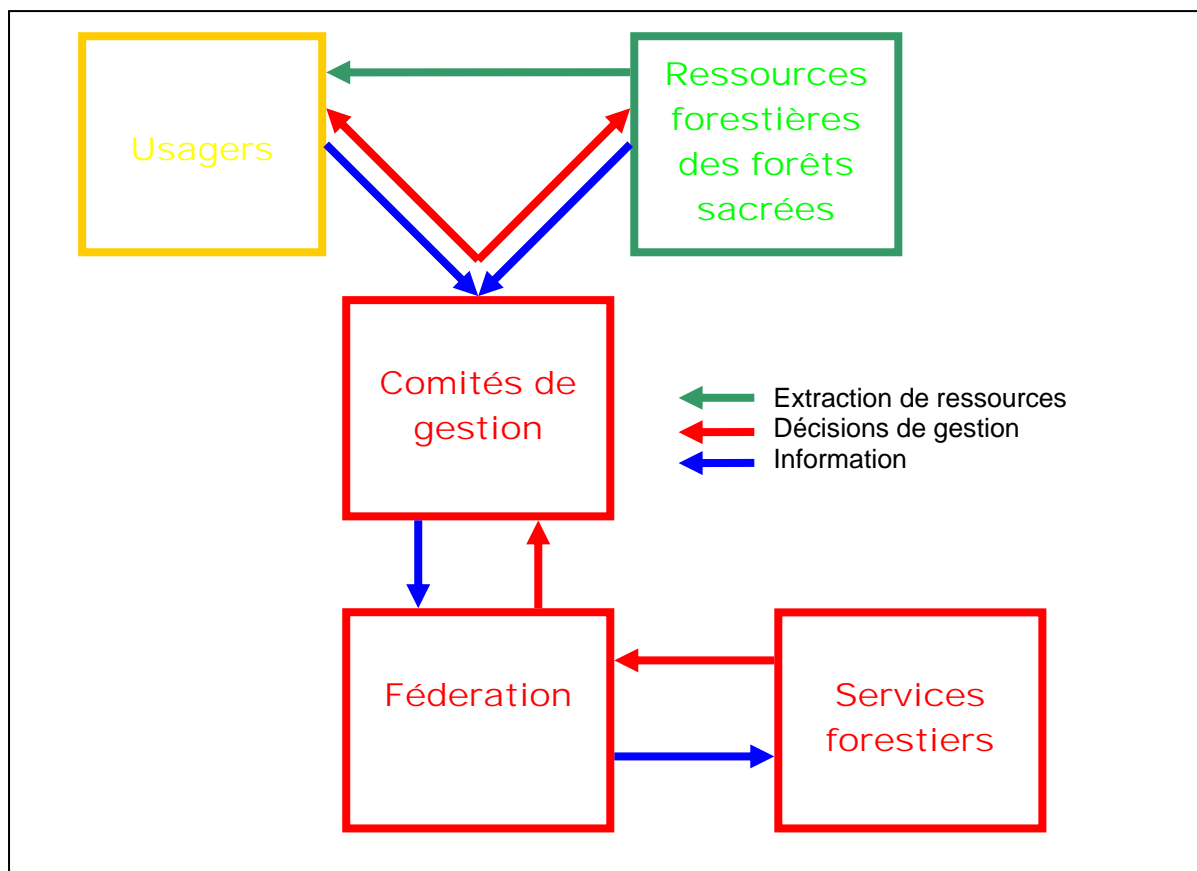 Usagers
Ressources
forestières
des forêts
sacrées
Comités de
gestion
Extraction de ressources
Décisions de gestion
Information
Féderation
Services
forestiers